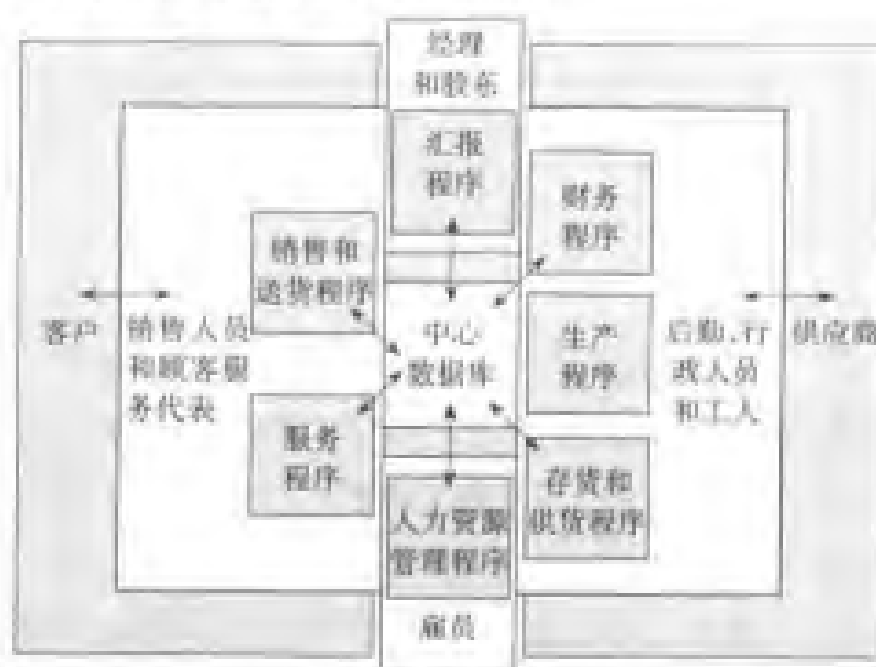 经理
和股东
汇报
程序
财务
程序
销售和
送货程序
客户
销售人员
和顾客服
务代表
中心
数据库
生产
程序
后勤、行
政人员
和工人
供应商
服务
程序
存货和
供货程序
人力资源
管理程序
雇员